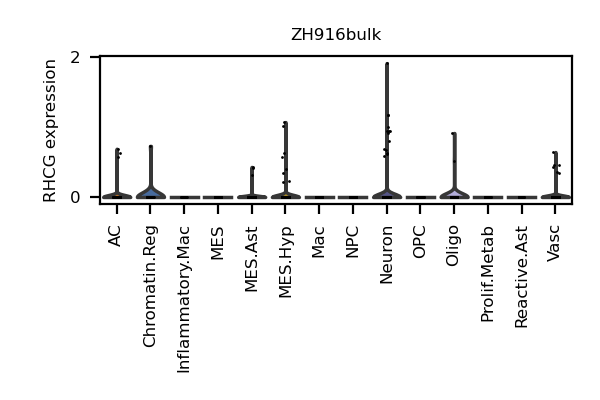 ZH916bulk
RHCG expression
2
0
AC
Chromatin.Reg
Inflammatory.Mac
MES
MES.Ast
MES.Hyp
Mac
NPC
Neuron
OPC
Oligo
Prolif.Metab
Reactive.Ast
Vasc